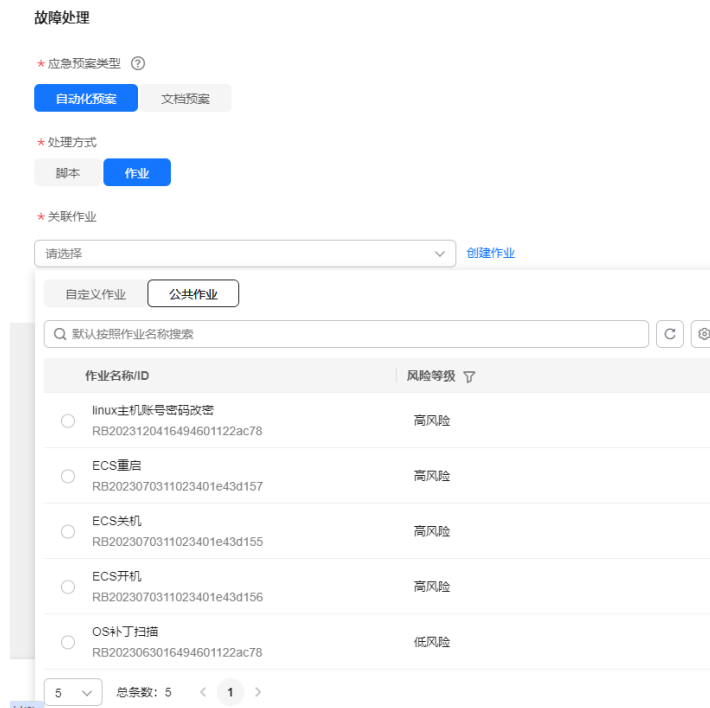 故障处理
* 应急预案类型 ?
自动化预案 文档预案
* 处理方式
脚本 作业
* 关联作业
请选择 创建作业
自定义作业 公共作业
默认按照作业名称搜索
作业名称/ID 风险等级
linux主机账号密码改密
RB2023120416494601122ac78
高风险
ECS重启
RB2023070311023401e43d157
高风险
ECS关机
RB2023070311023401e43d155
高风险
ECS开机
RB2023070311023401e43d156
高风险
OS补丁扫描
RB2023063016494601122ac78
低风险
5 总条数: 5 < 1 >